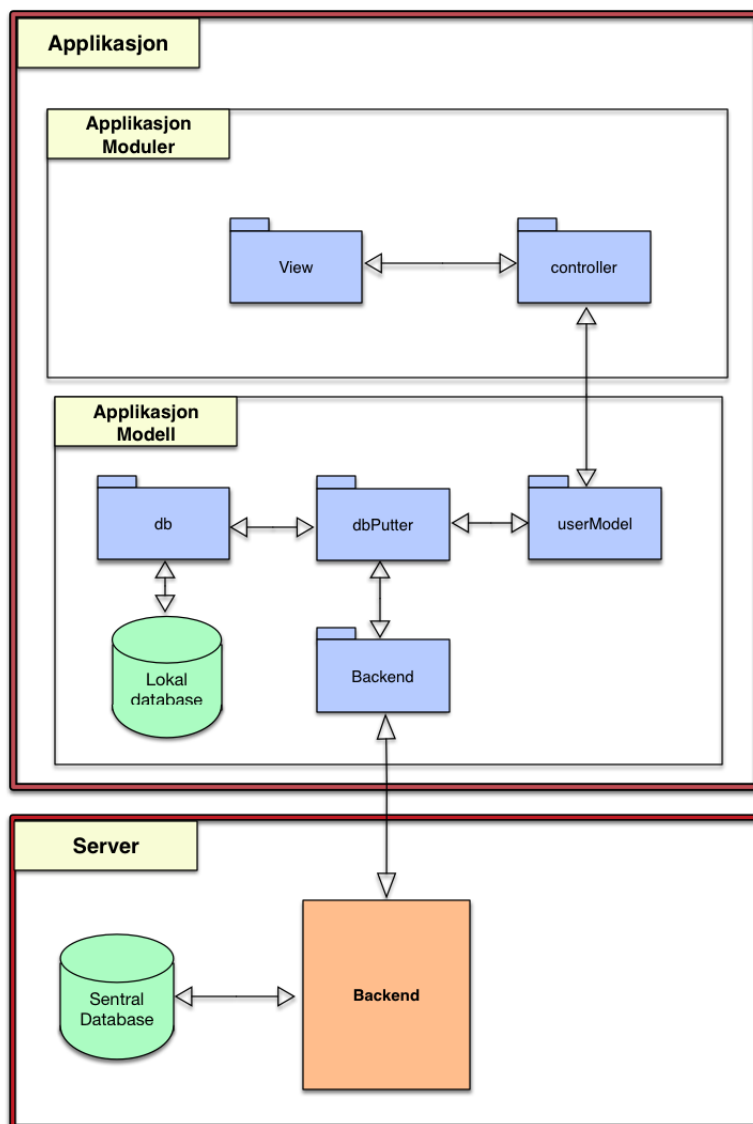 Applikasjon
Applikasjon
Moduler
View
controller
Applikasjon
Modell
db
dbPutter
userModel
Lokal
database
Backend
Server
Sentral
Database
Backend